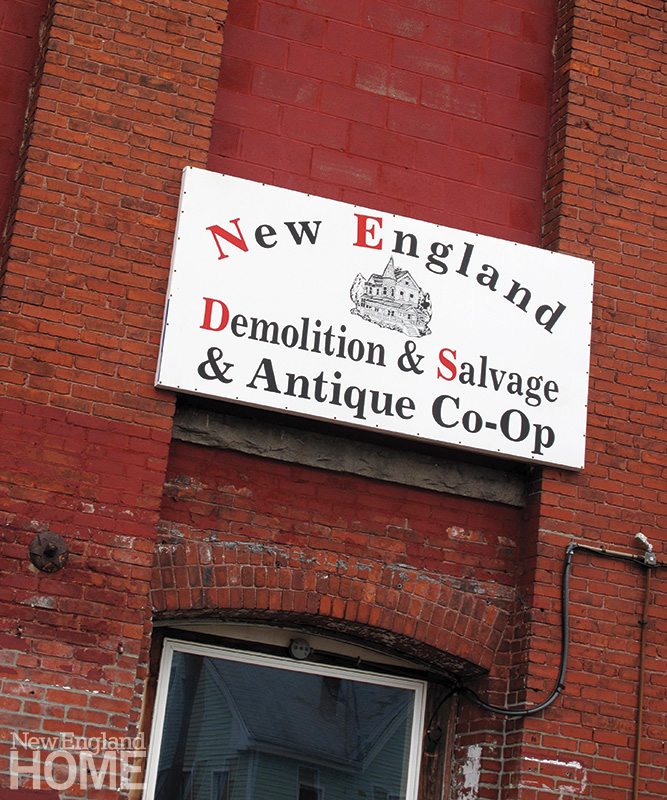 New England
Demolition & Salvage
& Antique Co-Op
New England
HOME